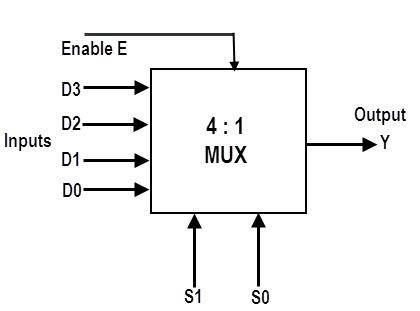 Enable E
D3
D2
D1
D0
Inputs
4 : 1
MUX
Output
Y
S1
S0